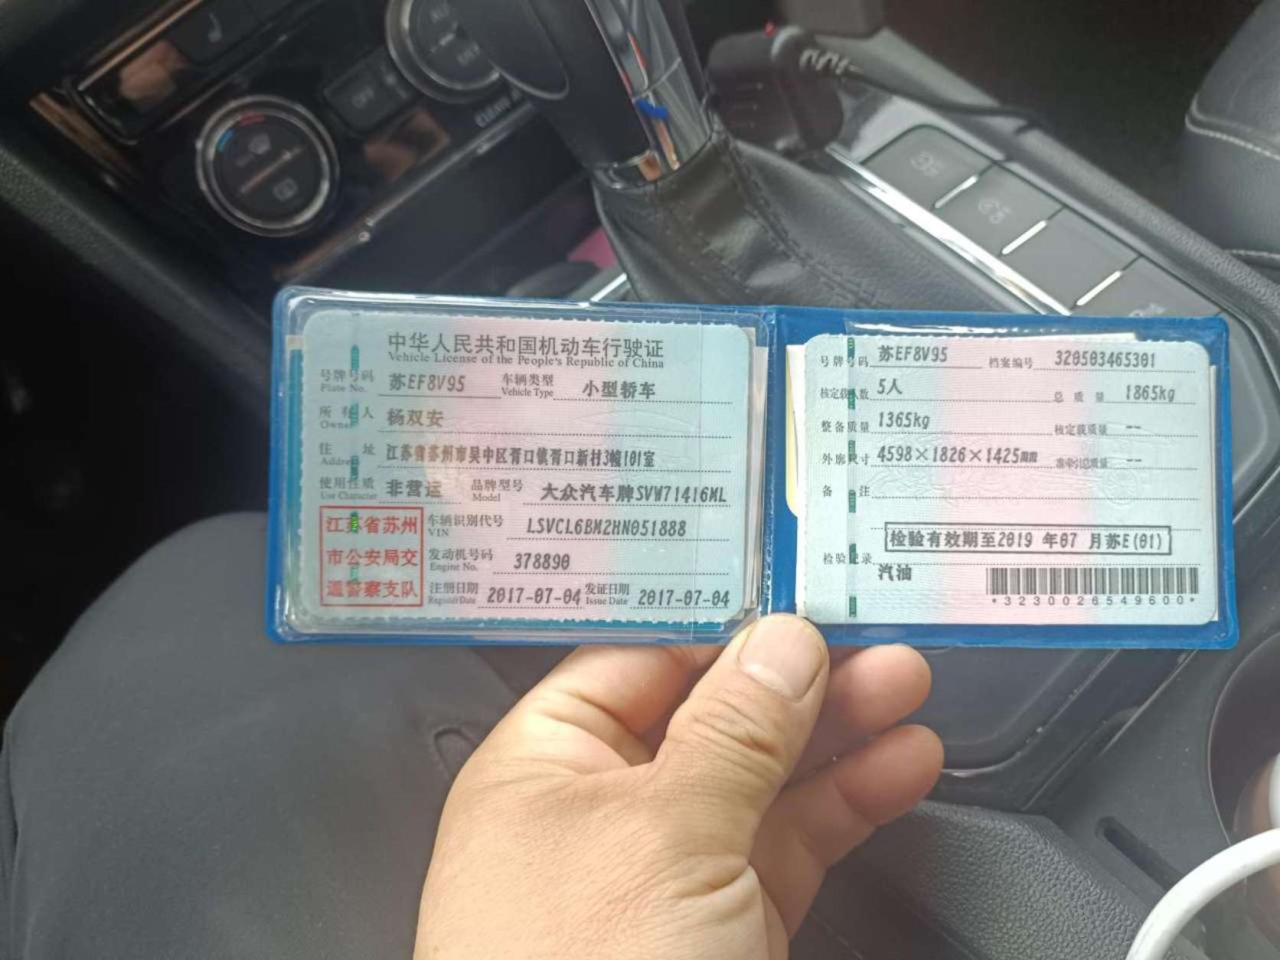 中华人民共和国机动车行驶证
Vehicle License of the People's Republic of China
号牌号码 苏EF8V95 车辆类型 小型轿车
Plate No. Vehicle Type
所有人 杨双安
Owner
住址 江苏省苏州市吴中区胥口镇胥口新村3幢101室
Address
使用性质 非营运 品牌型号 大众汽车牌SVW71416ML
Use Character Model
江苏省苏州
市公安局交
通警察支队
车辆识别代号 LSVCL6BM2HN051888
VIN
发动机号码 378890
Engine No.
注册日期 2017-07-04 发证日期 2017-07-04
Register Date Issue Date
号牌号码 苏EF8V95 档案编号 320503465301
核定载人数 5人 总质量 1865kg
整备质量 1365kg 核定载质量 --
外廓尺寸 4598×1826×1425mm 准牵引总质量 --
备注
检验有效期至2019 年07 月苏E(01)
检验记录
汽油
*3230026549600*
OFF